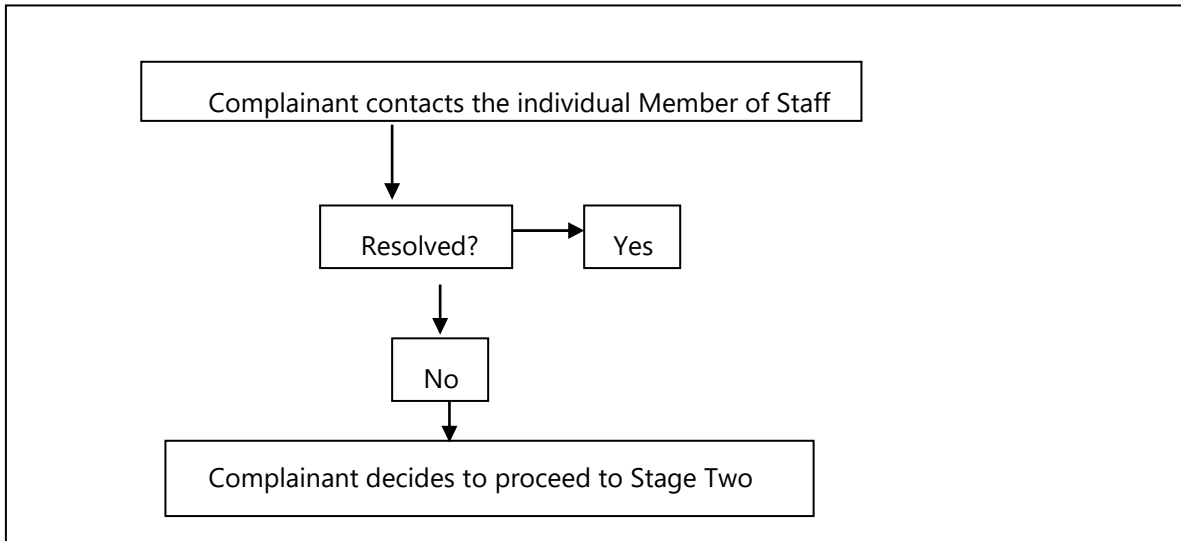 Complainant contacts the individual Member of Staff
Resolved?
Yes
No
Complainant decides to proceed to Stage Two